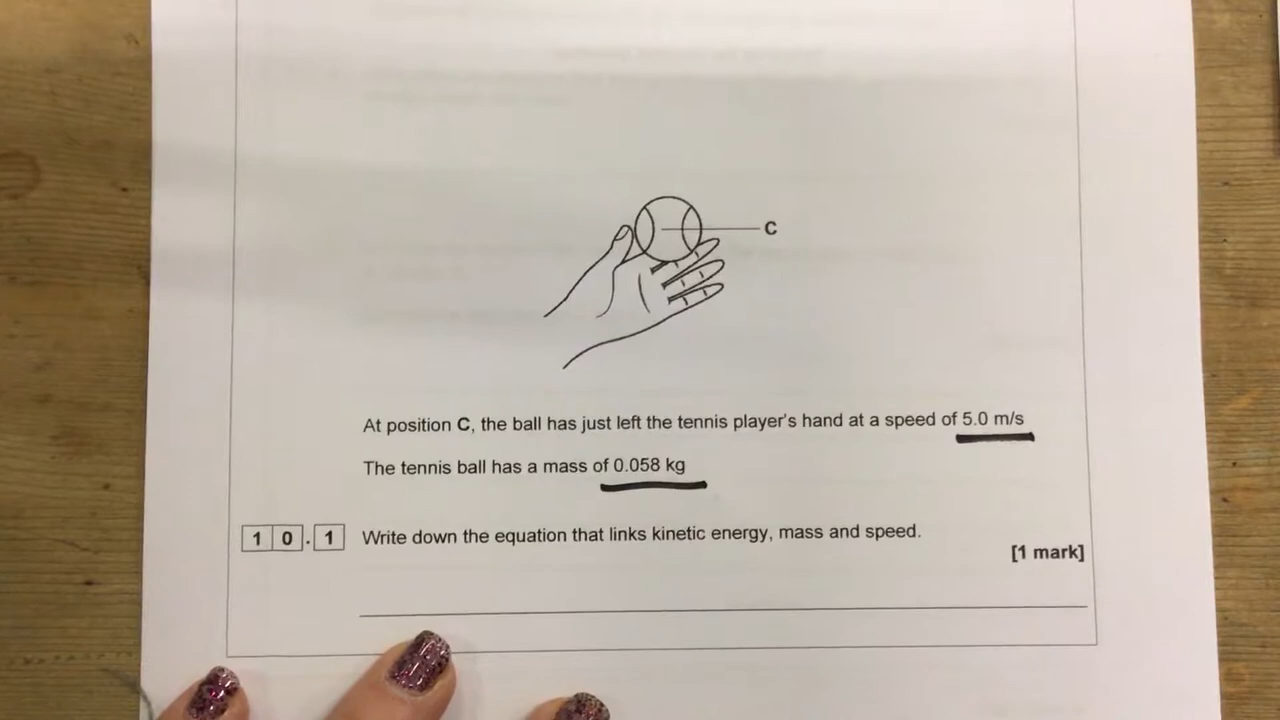 C
At position C, the ball has just left the tennis player's hand at a speed of 5.0 m/s
The tennis ball has a mass of 0.058 kg
10.1 Write down the equation that links kinetic energy, mass and speed.
[1 mark]